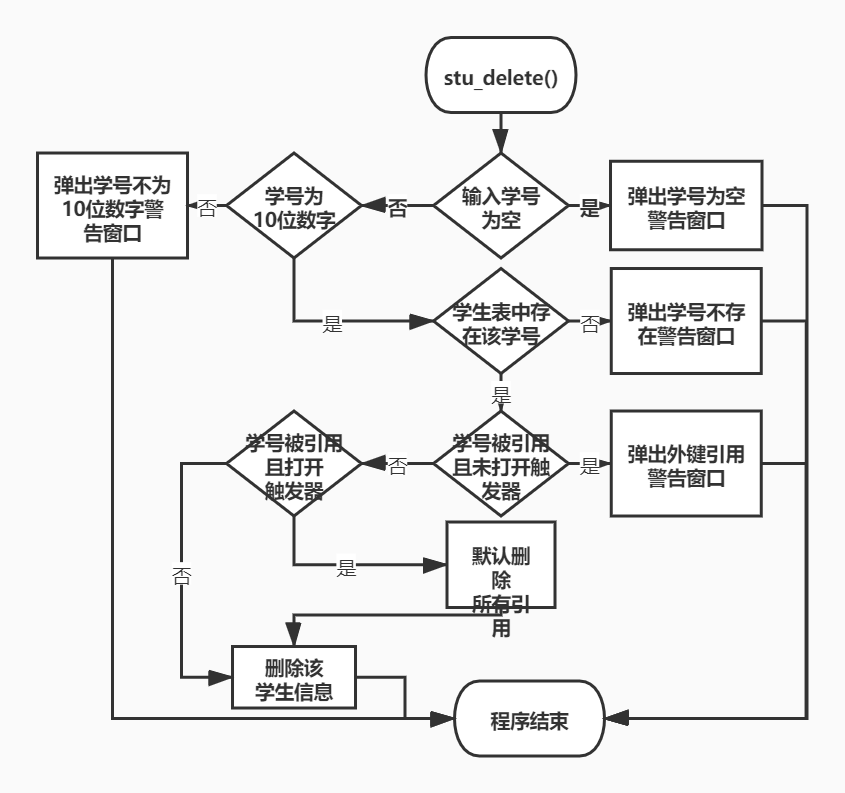 stu_delete()
弹出学号不为
10位数字警
告窗口
否
学号为
10位数字
否
输入学号
为空
是
弹出学号为空
警告窗口
是
学生表中存
在该学号
否
弹出学号不存
在警告窗口
是
学号被引用
且打开
触发器
否
学号被引用
且未打开触
发器
是
弹出外键引用
警告窗口
否
是
默认删
除
所有引
用
删除该
学生信息
程序结束